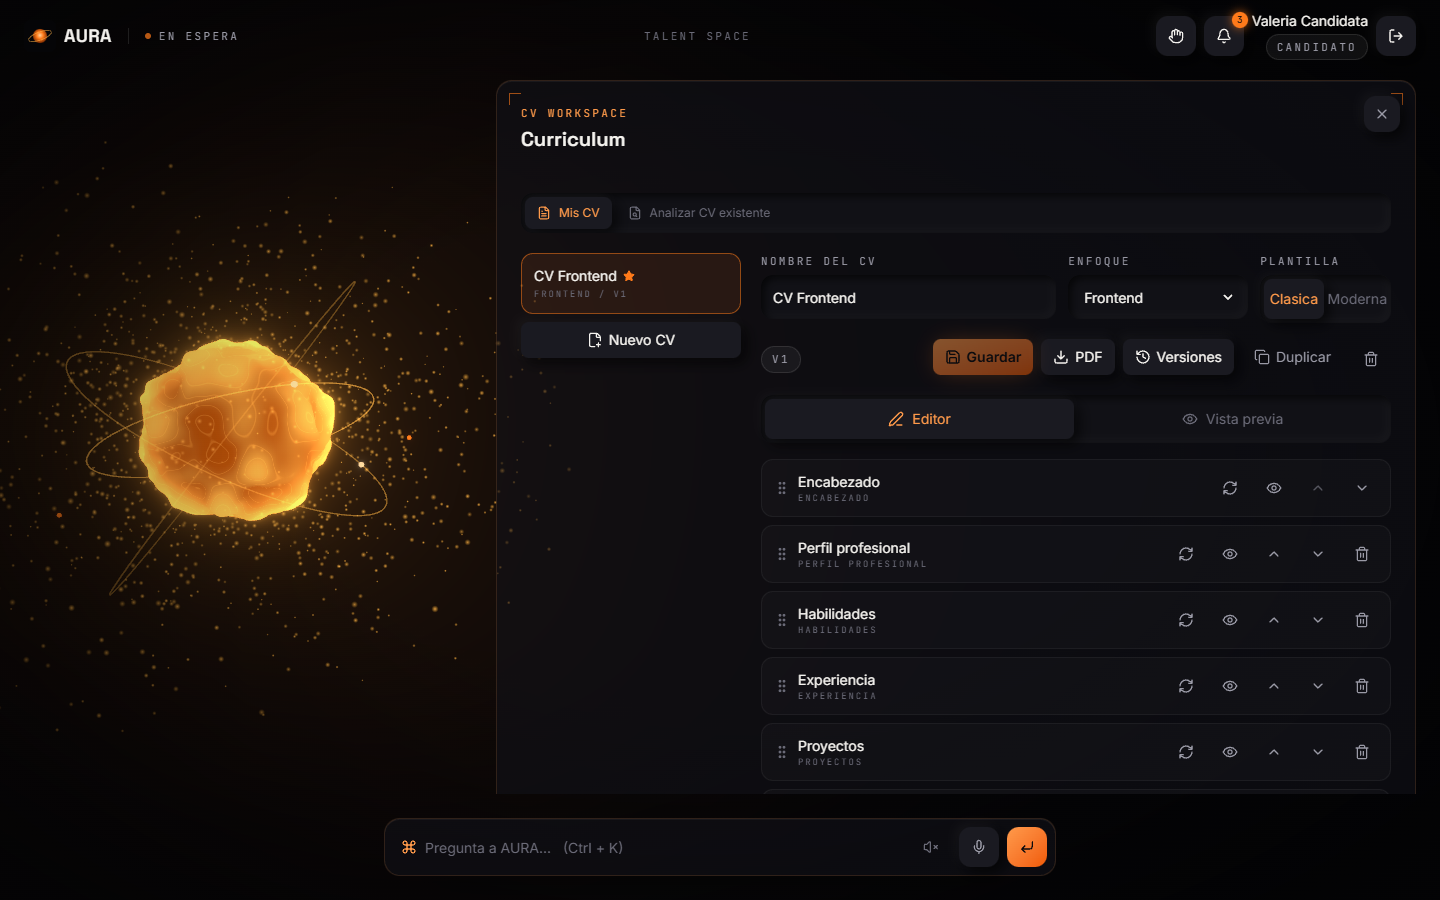 AURA
EN ESPERA
TALENT SPACE
3
Valeria Candidata
CANDIDATO
CV WORKSPACE
Curriculum
Mis CV
Analizar CV existente
CV Frontend
FRONTEND / V1
Nuevo CV
NOMBRE DEL CV
ENFOQUE
PLANTILLA
CV Frontend
Frontend
Clasica
Moderna
V1
Guardar
PDF
Versiones
Duplicar
Editor
Vista previa
Encabezado
ENCABEZADO
Perfil profesional
PERFIL PROFESIONAL
Habilidades
HABILIDADES
Experiencia
EXPERIENCIA
Proyectos
PROYECTOS
Pregunta a AURA... (Ctrl + K)